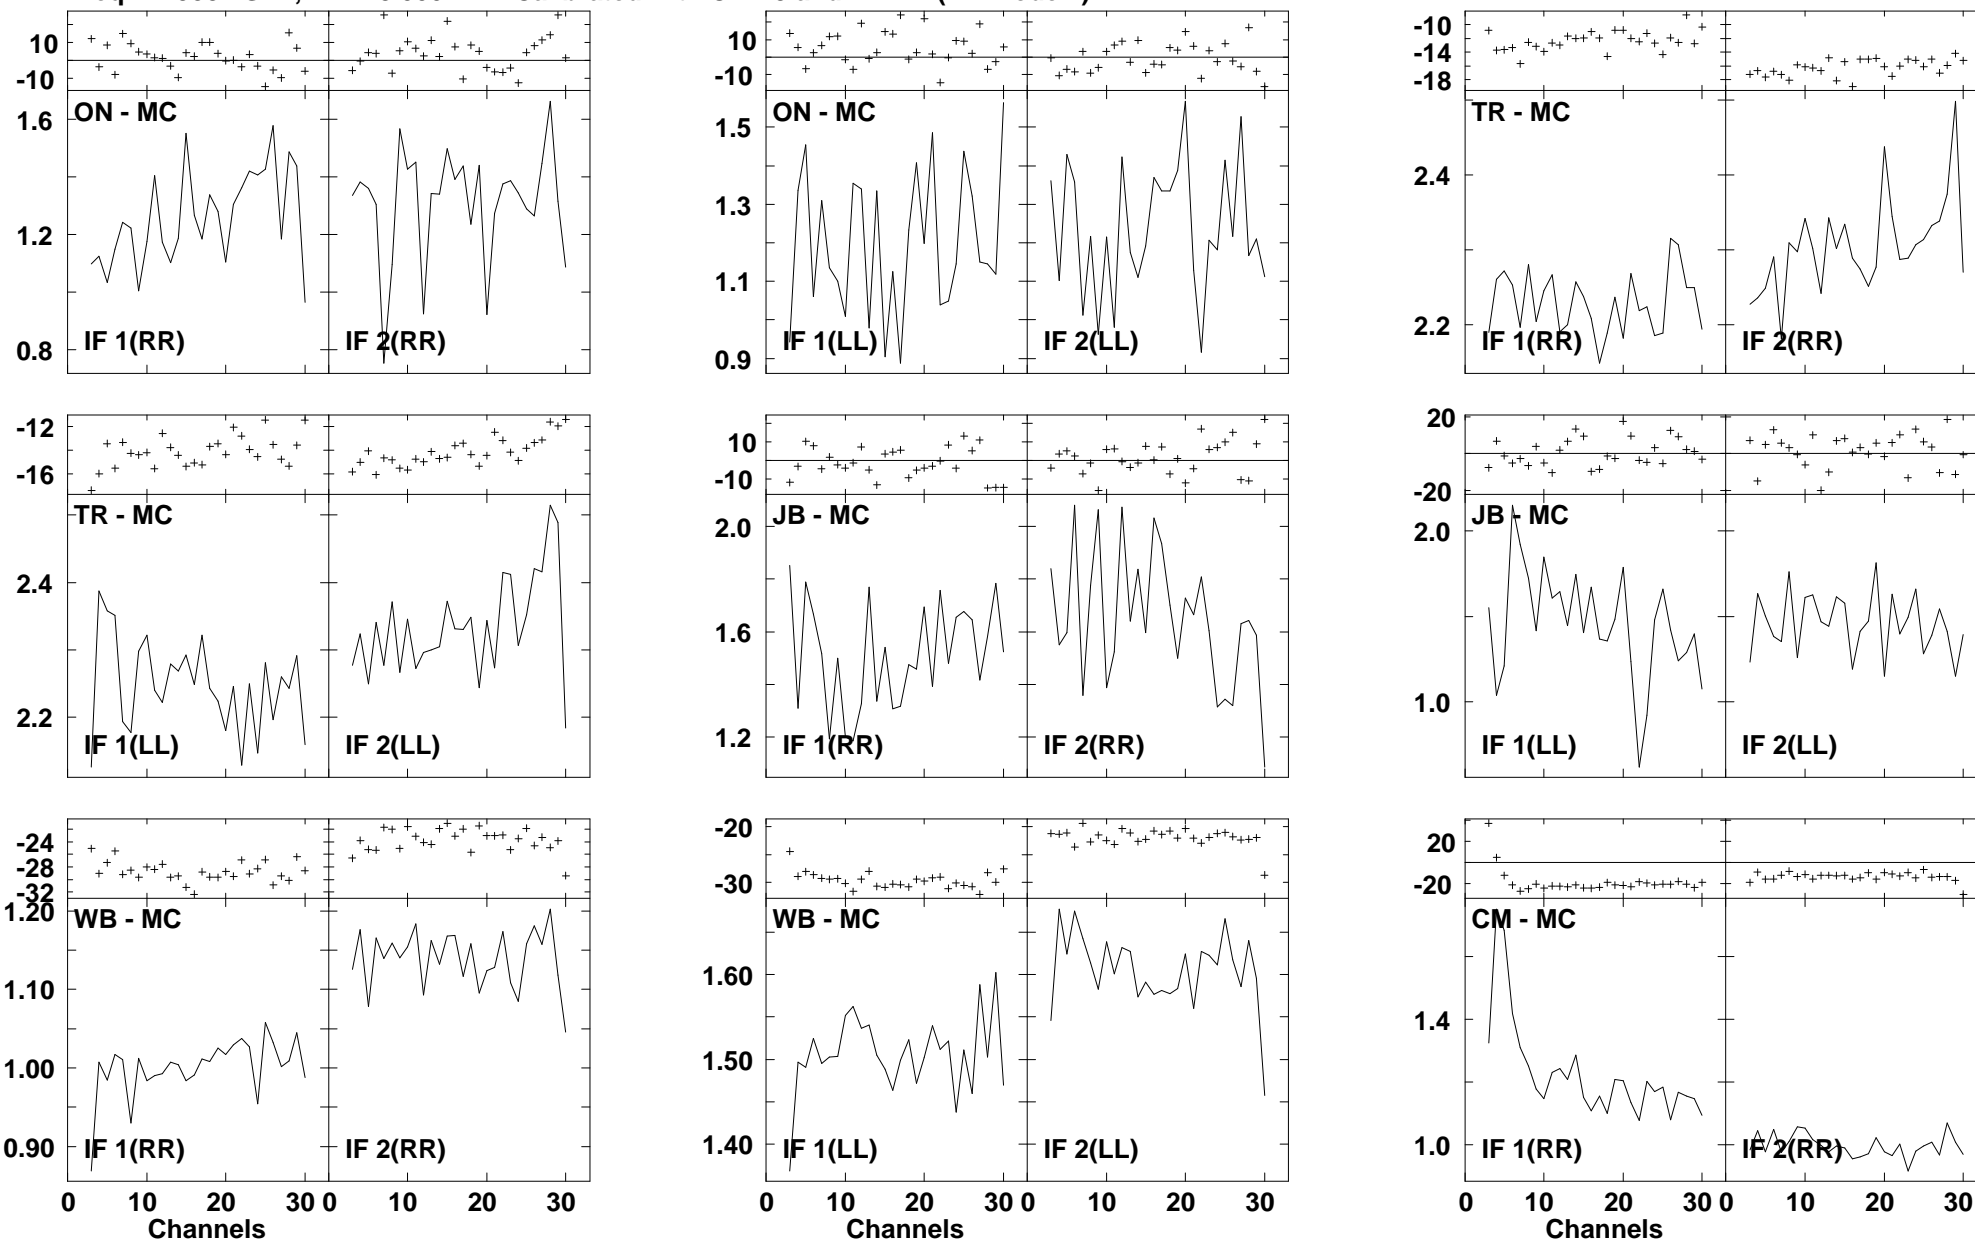 10
-10
ON - MC
1.6
1.2
0.8
IF 1(RR)
IF 2(RR)
10
-10
ON - MC
1.5
1.3
1.1
0.9
IF 1(LL)
IF 2(LL)
-10
-14
-18
TR - MC
2.4
2.2
IF 1(RR)
IF 2(RR)
-12
-16
TR - MC
2.4
2.2
IF 1(LL)
IF 2(LL)
10
-10
JB - MC
2.0
1.6
1.2
IF 1(RR)
IF 2(RR)
20
-20
JB - MC
2.0
1.0
IF 1(LL)
IF 2(LL)
-24
-28
-32
WB - MC
1.20
1.10
1.00
0.90
IF 1(RR)
IF 2(RR)
0 10 20 30 0 10 20 30
Channels
-20
-30
WB - MC
1.60
1.50
1.40
IF 1(LL)
IF 2(LL)
0 10 20 30 0 10 20 30
Channels
20
-20
CM - MC
1.4
1.0
IF 1(RR)
IF 2(RR)
0 10 20 30 0 10 20 30
Channels